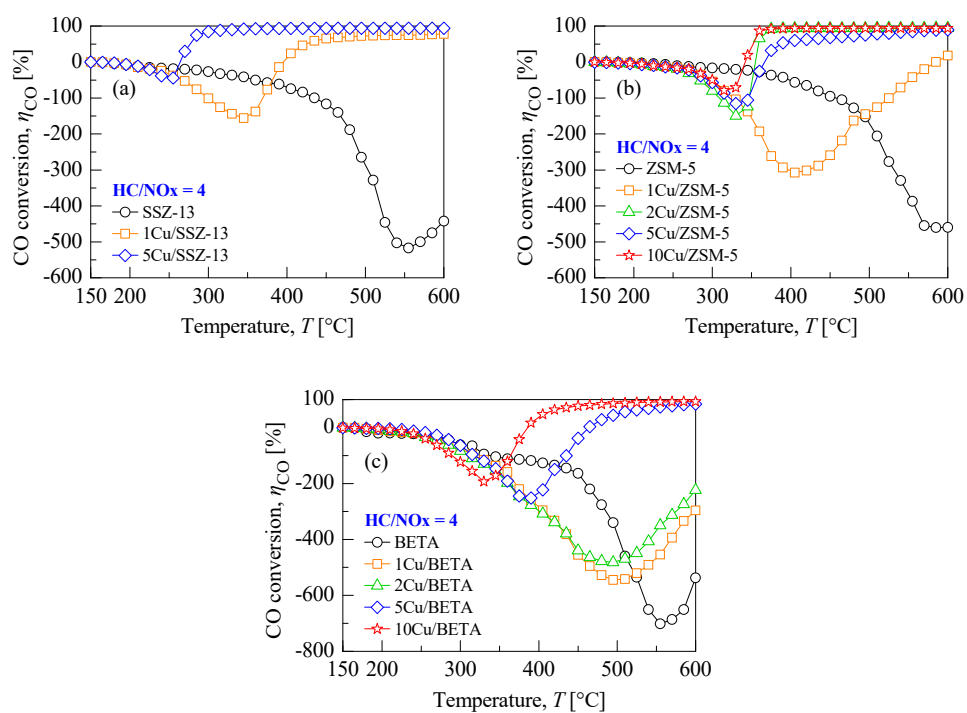 100
0
-100
-200
-300
-400
-500
-600
CO conversion, ηCO [%]
(a)
HC/NOx = 4
SSZ-13
1Cu/SSZ-13
5Cu/SSZ-13
150 200 300 400 500 600
Temperature, T [°C]
100
0
-100
-200
-300
-400
-500
-600
CO conversion, ηCO [%]
(b)
HC/NOx = 4
ZSM-5
1Cu/ZSM-5
2Cu/ZSM-5
5Cu/ZSM-5
10Cu/ZSM-5
150 200 300 400 500 600
Temperature, T [°C]
100
0
-200
-400
-600
-800
CO conversion, ηCO [%]
(c)
HC/NOx = 4
BETA
1Cu/BETA
2Cu/BETA
5Cu/BETA
10Cu/BETA
150 200 300 400 500 600
Temperature, T [°C]